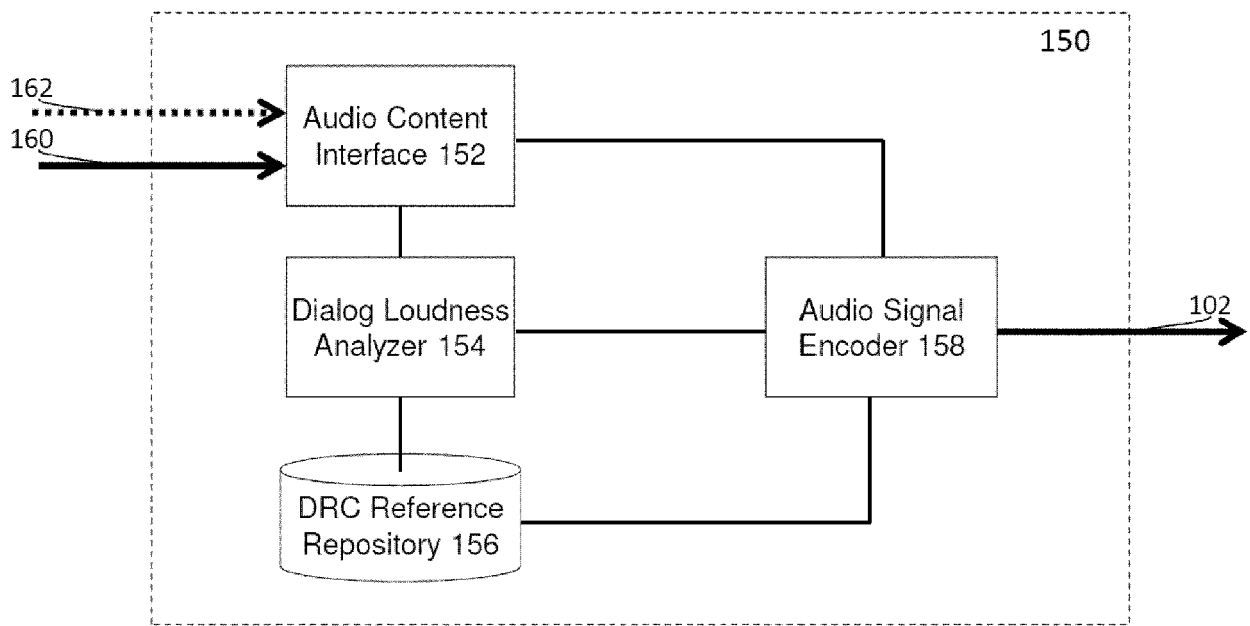 150
162
160
Audio Content
Interface 152
Dialog Loudness
Analyzer 154
Audio Signal
Encoder 158
102
DRC Reference
Repository 156